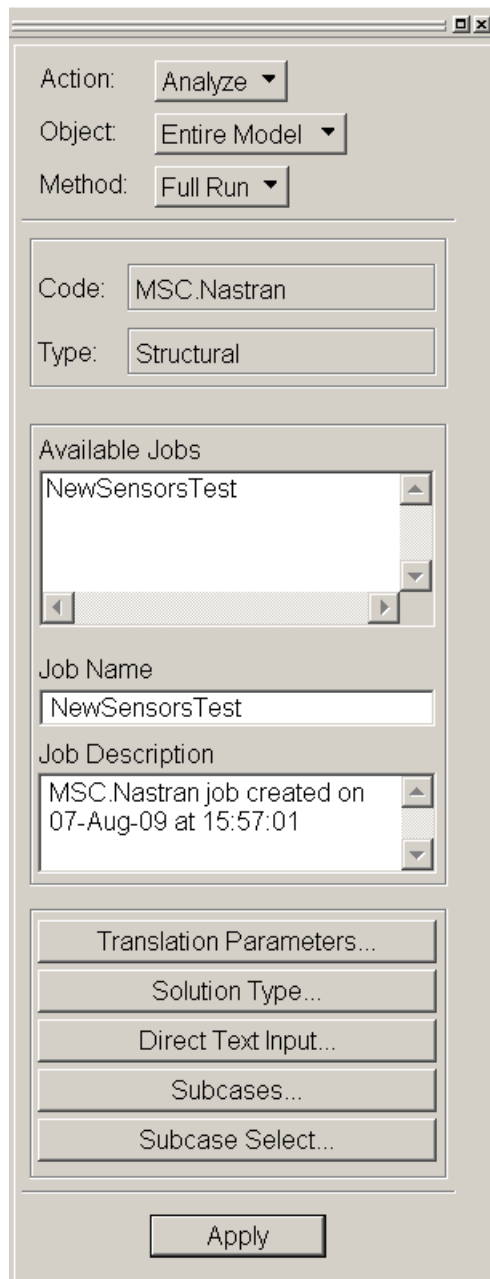 Action: Analyze
Object: Entire Model
Method: Full Run
Code: MSC.Nastran
Type: Structural
Available Jobs
NewSensorsTest
Job Name
NewSensorsTest
Job Description
MSC.Nastran job created on
07-Aug-09 at 15:57:01
Translation Parameters...
Solution Type...
Direct Text Input...
Subcases...
Subcase Select...
Apply